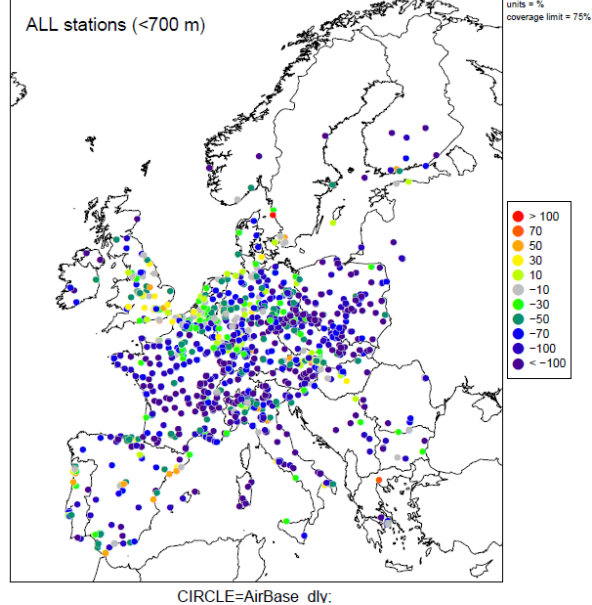 units = %
coverage limit = 75%
ALL stations (<700 m)
> 100
70
50
30
10
−10
−30
−50
−70
−100
< −100
CIRCLE=AirBase_dly;